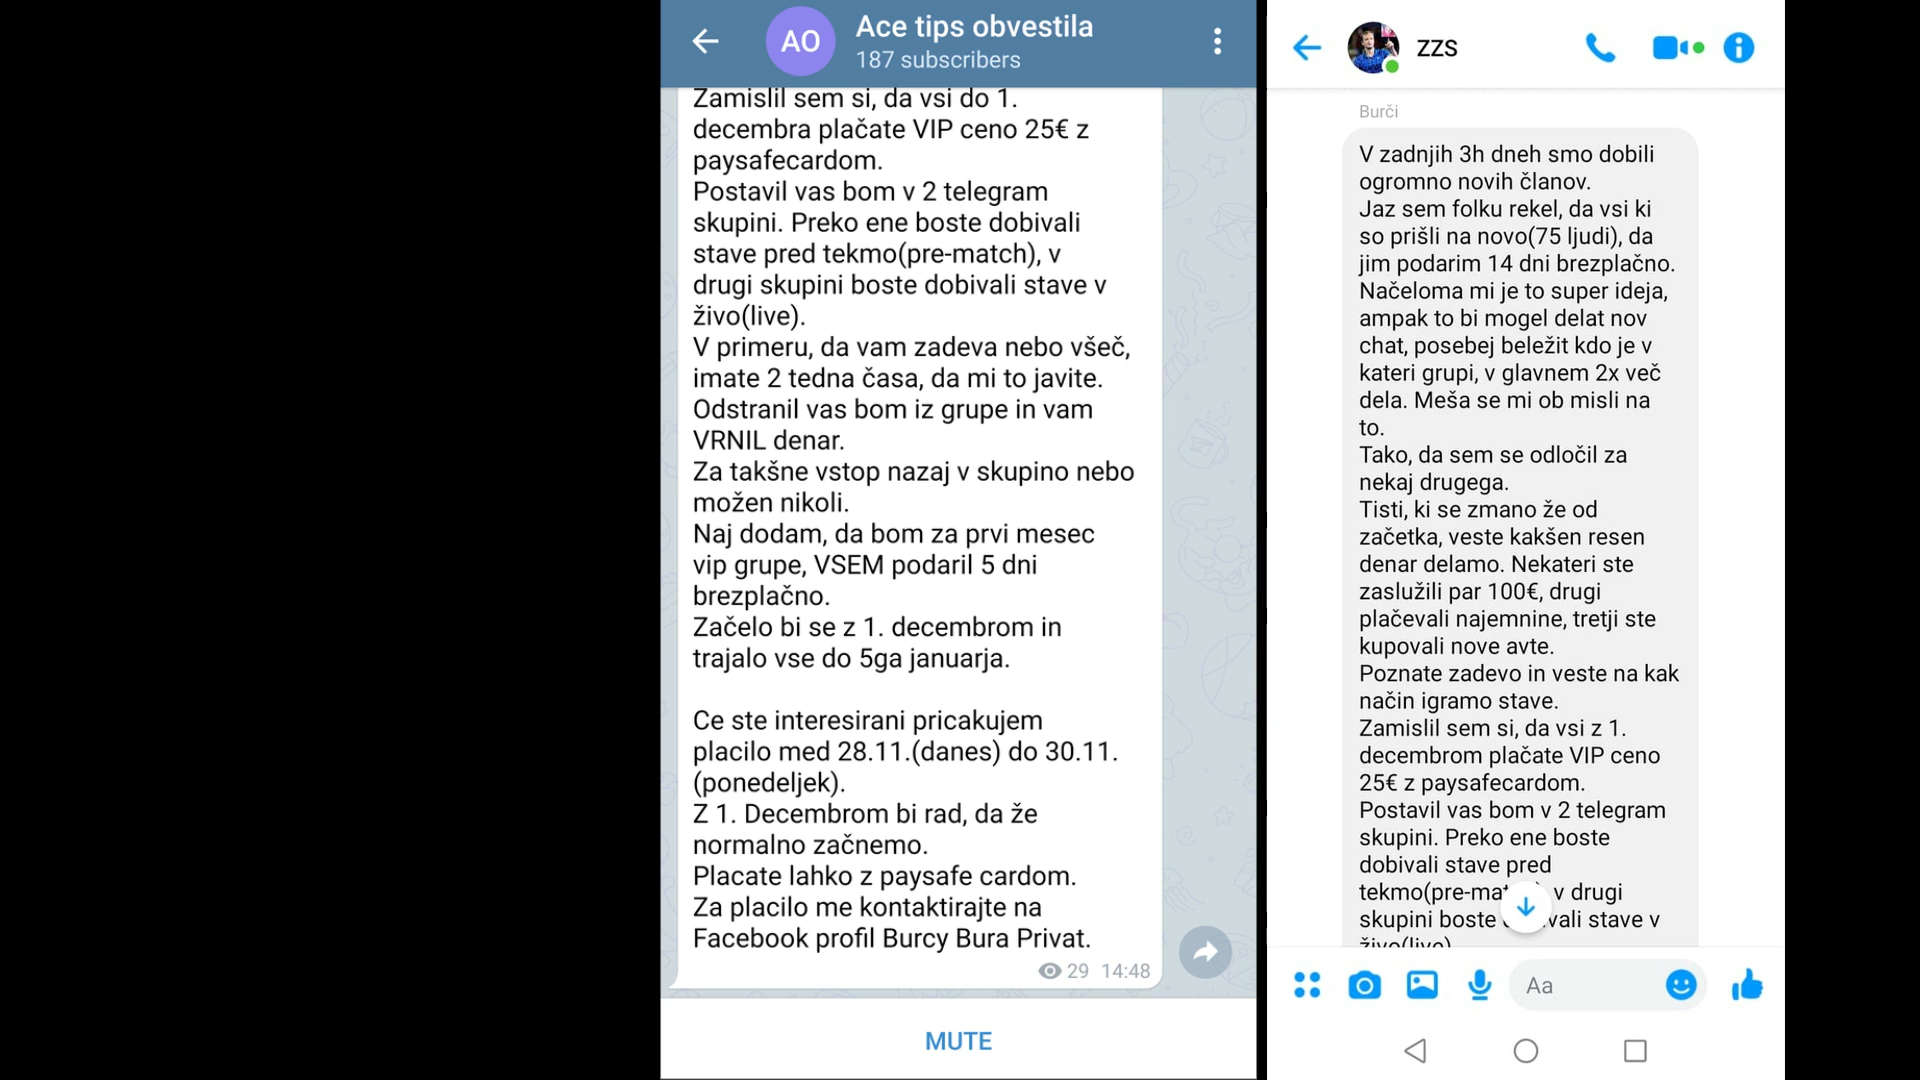 AO
Ace tips obvestila
187 subscribers
Zamislil sem si, da vsi do 1.
decembra plačate VIP ceno 25€ z
paysafecardom.
Postavil vas bom v 2 telegram
skupini. Preko ene boste dobivali
stave pred tekmo(pre-match), v
drugi skupini boste dobivali stave v
živo(live).
V primeru, da vam zadeva nebo všeč,
imate 2 tedna časa, da mi to javite.
Odstranil vas bom iz grupe in vam
VRNIL denar.
Za takšne vstop nazaj v skupino nebo
možen nikoli.
Naj dodam, da bom za prvi mesec
vip grupe, VSEM podaril 5 dni
brezplačno.
Začelo bi se z 1. decembrom in
trajalo vse do 5ga januarja.
Ce ste interesirani pricakujem
placilo med 28.11.(danes) do 30.11.
(ponedeljek).
Z 1. Decembrom bi rad, da že
normalno začnemo.
Placate lahko z paysafe cardom.
Za placilo me kontaktirajte na
Facebook profil Burcy Bura Privat.
29 14:48
MUTE
ZZS
Burči
V zadnjih 3h dneh smo dobili
ogromno novih članov.
Jaz sem folku rekel, da vsi ki
so prišli na novo(75 ljudi), da
jim podarim 14 dni brezplačno.
Načeloma mi je to super ideja,
ampak to bi mogel delat nov
chat, posebej beležit kdo je v
kateri grupi, v glavnem 2x več
dela. Meša se mi ob misli na
to.
Tako, da sem se odločil za
nekaj drugega.
Tisti, ki se zmano že od
začetka, veste kakšen resen
denar delamo. Nekateri ste
zaslužili par 100€, drugi
plačevali najemnine, tretji ste
kupovali nove avte.
Poznate zadevo in veste na kak
način igramo stave.
Zamislil sem si, da vsi z 1.
decembrom plačate VIP ceno
25€ z paysafecardom.
Postavil vas bom v 2 telegram
skupini. Preko ene boste
dobivali stave pred
v drugi
skupini boste stave v
živo(live)
Aa